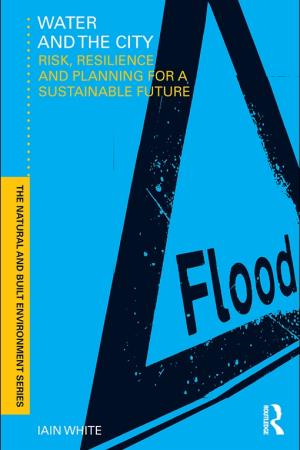 WATER
AND THE CITY
RISK, RESILIENCE
AND PLANNING FOR A
SUSTAINABLE FUTURE
THE NATURAL AND BUILT ENVIRONMENT SERIES
Flood
IAIN WHITE
ROUTLEDGE